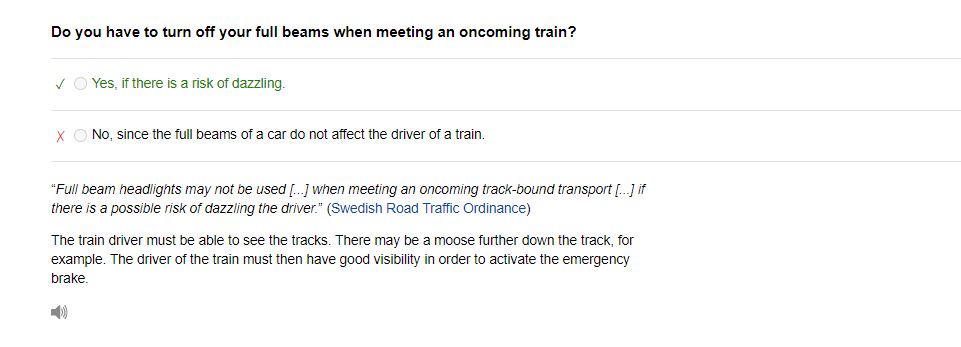 Do you have to turn off your full beams when meeting an oncoming train?
✓ Yes, if there is a risk of dazzling.
X No, since the full beams of a car do not affect the driver of a train.
"Full beam headlights may not be used [...] when meeting an oncoming track-bound transport [...] if
there is a possible risk of dazzling the driver." (Swedish Road Traffic Ordinance)
The train driver must be able to see the tracks. There may be a moose further down the track, for
example. The driver of the train must then have good visibility in order to activate the emergency
brake.